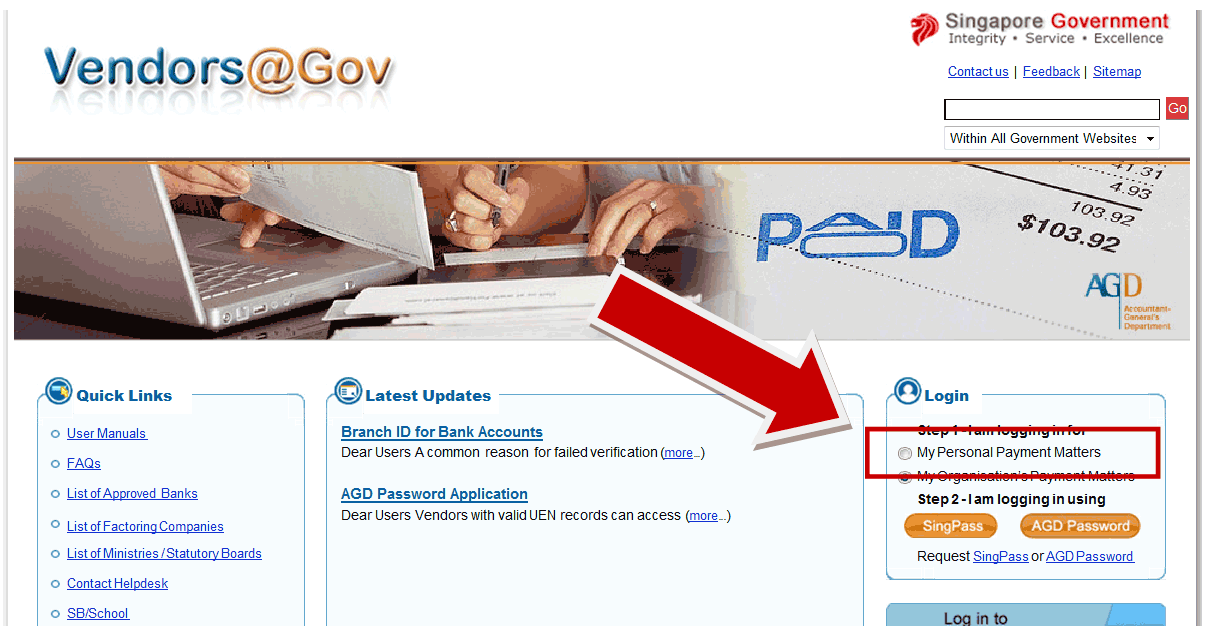 Singapore Government
Integrity • Service • Excellence
Vendors@Gov
Contact us | Feedback | Sitemap
Go
Within All Government Websites
41.31
4.93
103.92
$103.92
PAID
AGD
Accountant-
General's
Department
Quick Links
User Manuals
FAQs
List of Approved Banks
List of Factoring Companies
List of Ministries/Statutory Boards
Contact Helpdesk
SB/School
Latest Updates
Branch ID for Bank Accounts
Dear Users A common reason for failed verification (more...)
AGD Password Application
Dear Users Vendors with valid UEN records can access (more...)
Login
Step 1 - I am logging in for
My Personal Payment Matters
My Organisation's Payment Matters
Step 2 - I am logging in using
SingPass AGD Password
Request SingPass or AGD Password
Log in to